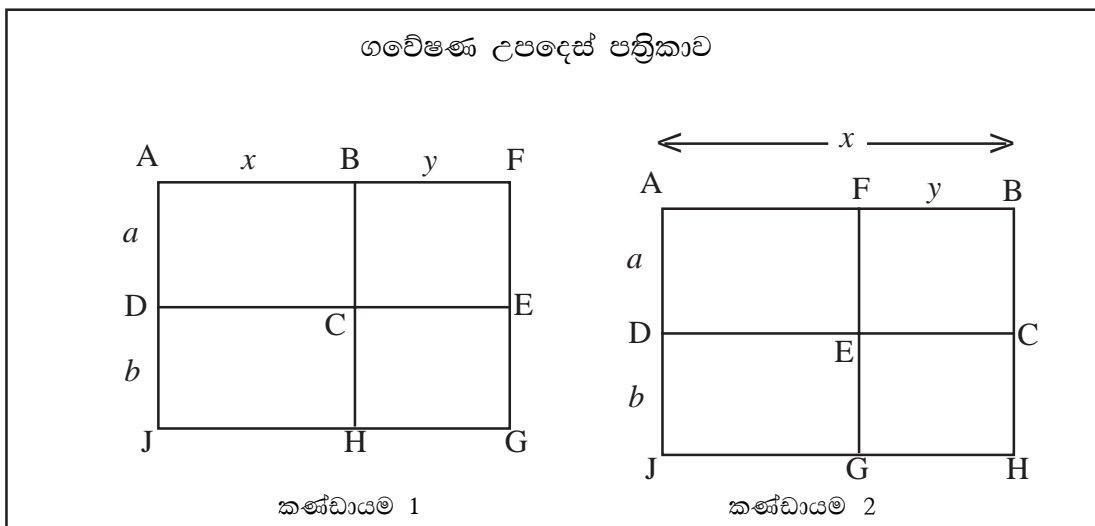 ගවේෂණ උපදෙස් පත්‍රිකාව
A x B y F
a
D C E
b
J H G
කණ්ඩායම 1
x
A F y B
a
D E C
b
J G H
කණ්ඩායම 2